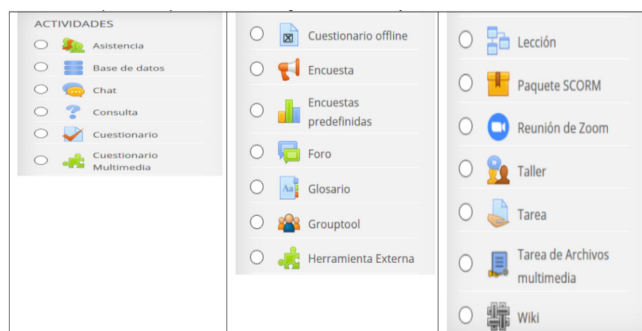 ACTIVIDADES
Asistencia
Base de datos
Chat
Consulta
Cuestionario
Cuestionario
Multimedia
Cuestionario offline
Encuesta
Encuestas
predefinidas
Foro
Glosario
Grouptool
Herramienta Externa
Lección
Paquete SCORM
Reunión de Zoom
Taller
Tarea
Tarea de Archivos
multimedia
Wiki